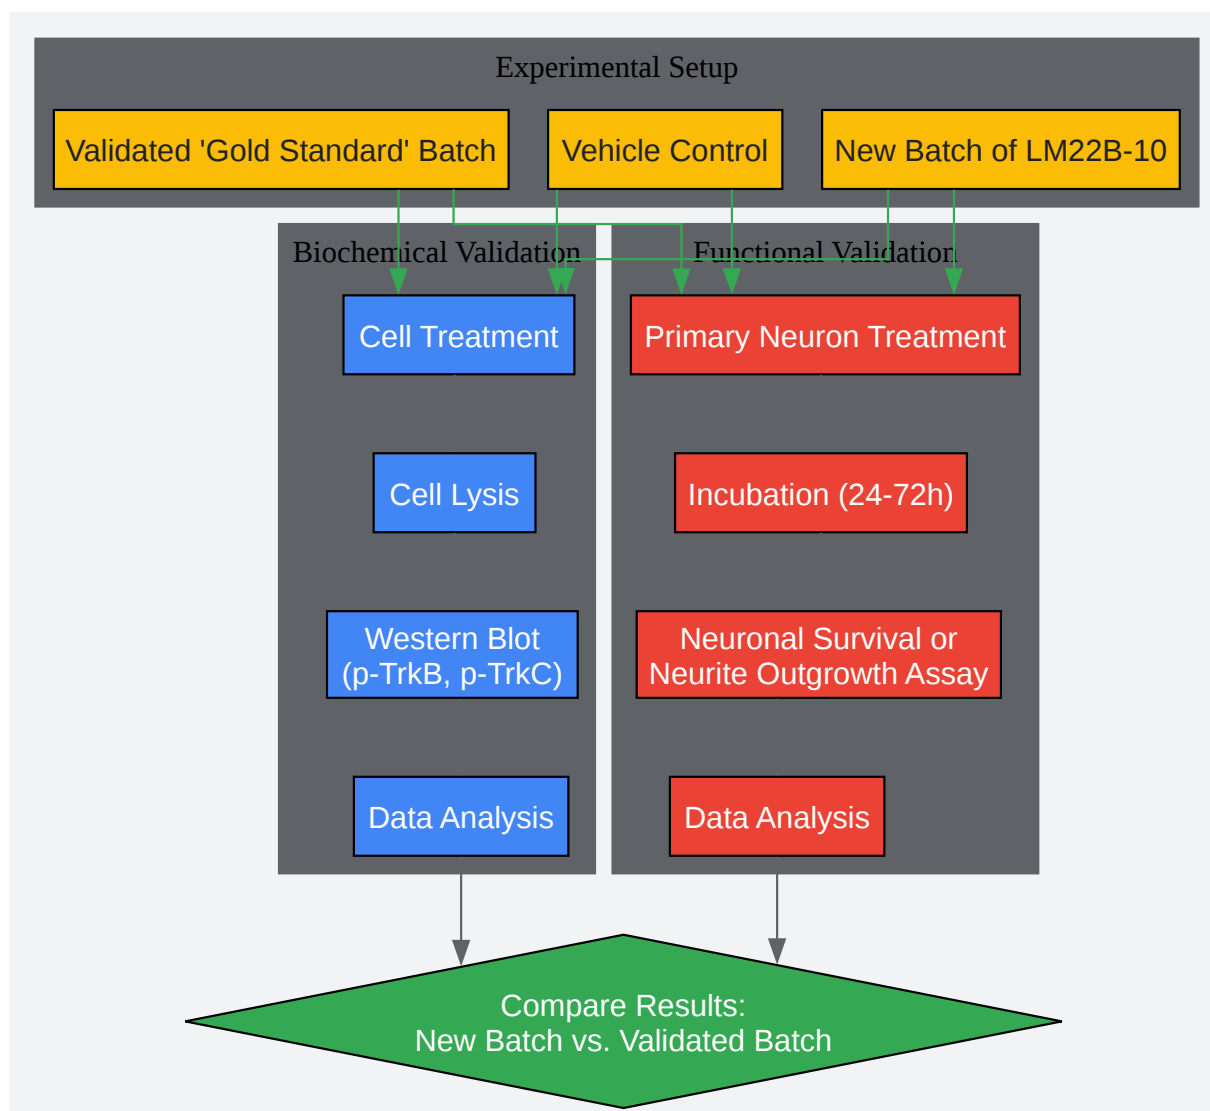 Experimental Setup
Validated 'Gold Standard' Batch
Vehicle Control
New Batch of LM22B-10
Biochemical Validation
Functional Validation
Cell Treatment
Primary Neuron Treatment
Cell Lysis
Incubation (24-72h)
Western Blot
(p-TrkB, p-TrkC)
Neuronal Survival or
Neurite Outgrowth Assay
Data Analysis
Data Analysis
Compare Results:
New Batch vs. Validated Batch